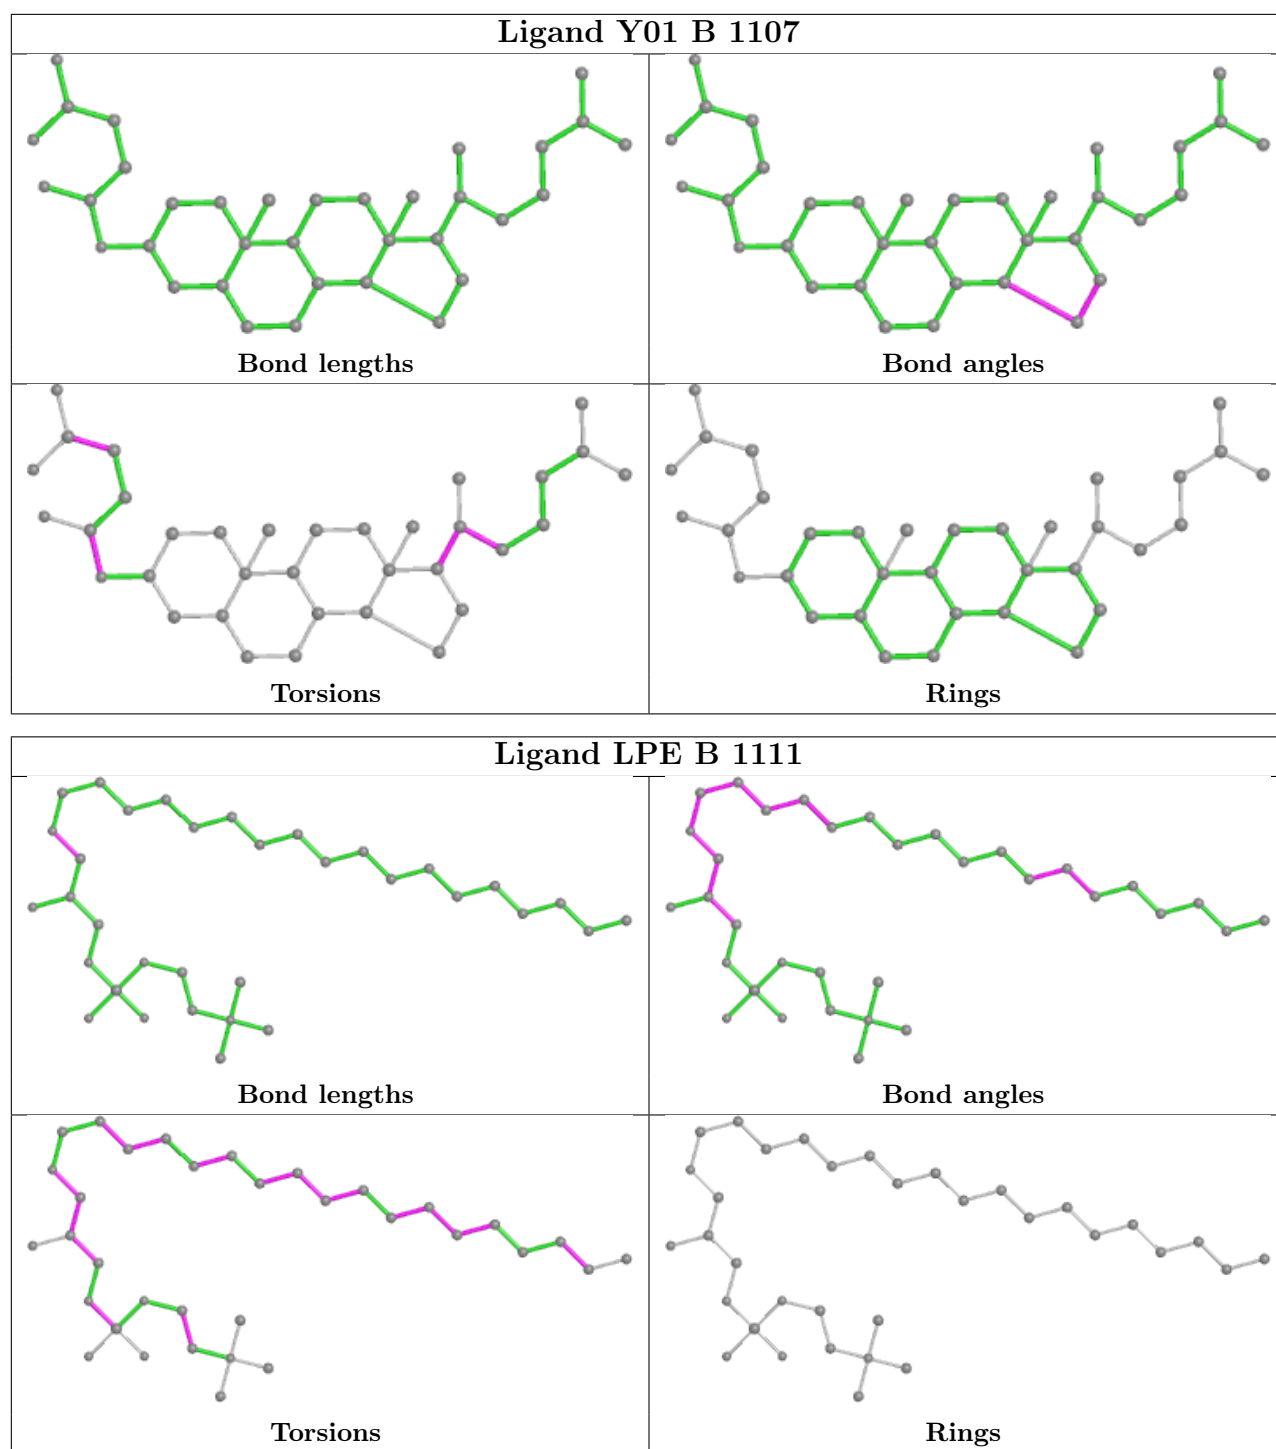 Ligand Y01 B 1107
Bond lengths
Bond angles
Torsions
Rings
Ligand LPE B 1111
Bond lengths
Bond angles
Torsions
Rings